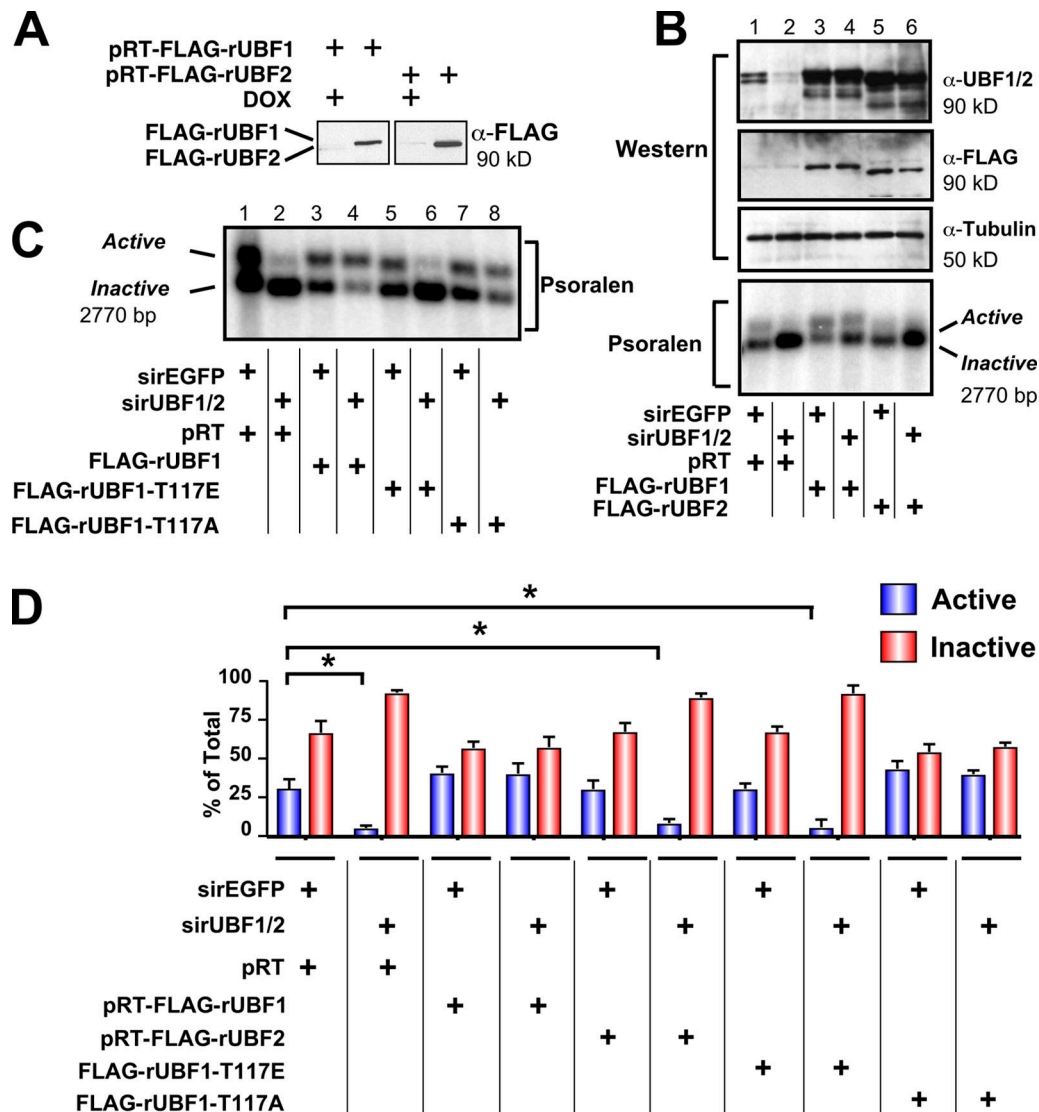 A
pRT-FLAG-rUBF1 + +
pRT-FLAG-rUBF2 + +
DOX + +
FLAG-rUBF1
FLAG-rUBF2
α-FLAG
90 kD
B
1 2 3 4 5 6
Western
α-UBF1/2
90 kD
α-FLAG
90 kD
α-Tubulin
50 kD
Psoralen
Active
Inactive
2770 bp
sirEGFP + + +
sirUBF1/2 + + +
pRT + +
FLAG-rUBF1 + +
FLAG-rUBF2 + +
C
1 2 3 4 5 6 7 8
Active
Inactive
2770 bp
Psoralen
sirEGFP + + + +
sirUBF1/2 + + + +
pRT + +
FLAG-rUBF1 + +
FLAG-rUBF1-T117E + +
FLAG-rUBF1-T117A + +
D
Active
Inactive
*
*
*
% of Total
100
75
50
25
0
sirEGFP + + + + +
sirUBF1/2 + + + + +
pRT + +
pRT-FLAG-rUBF1 + +
pRT-FLAG-rUBF2 + +
FLAG-rUBF1-T117E + +
FLAG-rUBF1-T117A + +